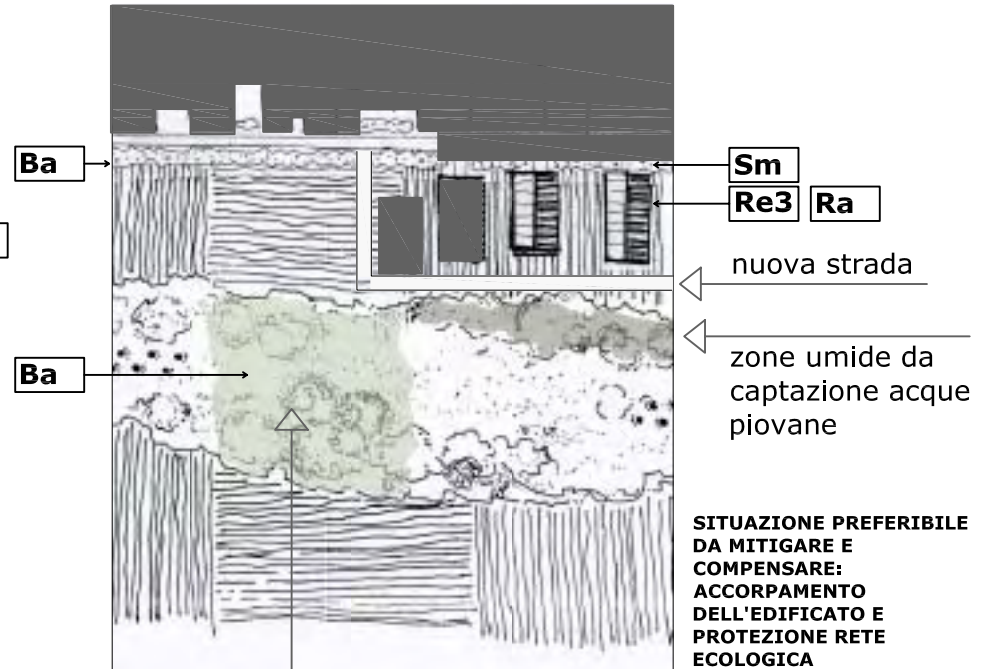 Ba
Sm
Re3 Ra
nuova strada
zone umide da
captazione acque
piovane
Ba
SITUAZIONE PREFERIBILE
DA MITIGARE E
COMPENSARE:
ACCORPAMENTO
DELL'EDIFICATO E
PROTEZIONE RETE
ECOLOGICA